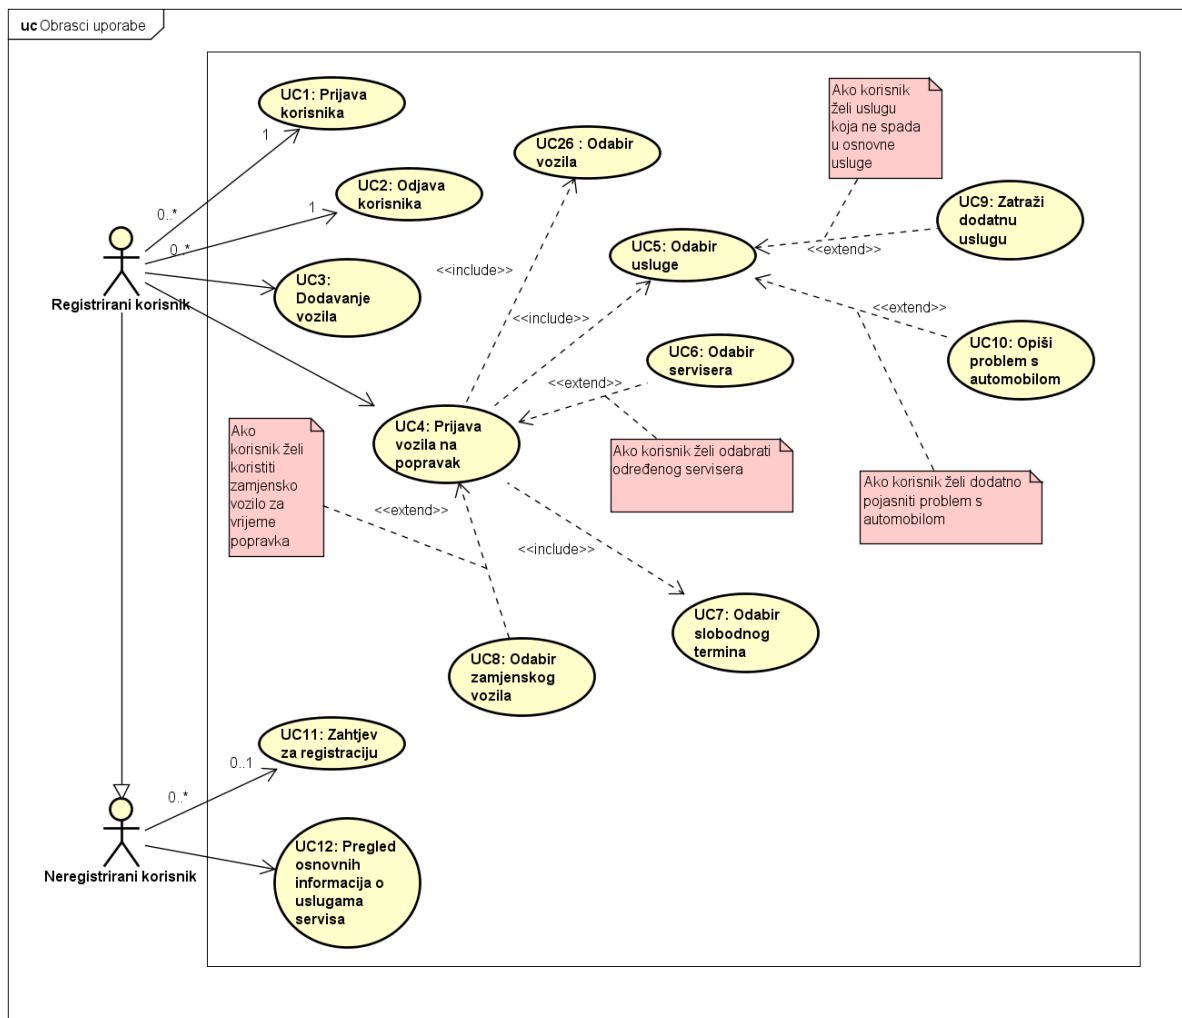 uc Obrasci uporabe
UC1: Prijava
korisnika
1
0..*
UC2: Odjava
korisnika
1
0..*
UC3:
Dodavanje
vozila
Registrirani korisnik
UC26 : Odabir
vozila
Ako korisnik
želi uslugu
koja ne spada
u osnovne
usluge
UC9: Zatraži
dodatnu
uslugu
<<extend>>
UC5: Odabir
usluge
<<include>>
<<include>>
<<extend>>
UC10: Opiši
problem s
automobilom
UC6: Odabir
servisera
<<extend>>
UC4: Prijava
vozila na
popravak
Ako
korisnik želi
koristiti
zamjensko
vozilo za
vrijeme
popravka
Ako korisnik želi odabrati
određenog servisera
Ako korisnik želi dodatno
pojasniti problem s
automobilom
<<extend>>
<<include>>
UC7: Odabir
slobodnog
termina
UC8: Odabir
zamjenskog
vozila
UC11: Zahtjev
za registraciju
0..1
0..*
Neregistrirani korisnik
UC12: Pregled
osnovnih
informacija o
uslugama
servisa